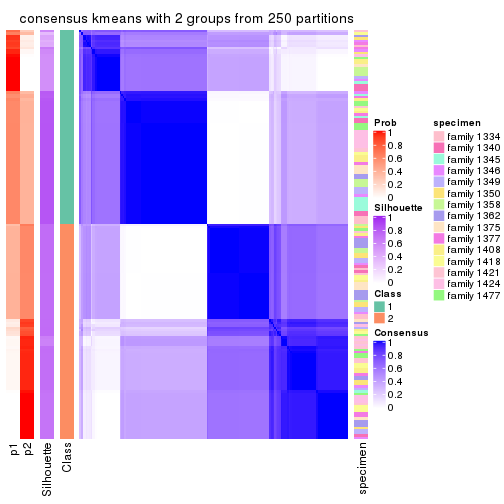 consensus kmeans with 2 groups from 250 partitions
Prob
1
0.8
0.6
0.4
0.2
0
Silhouette
1
0.8
0.6
0.4
0.2
0
Class
1
2
Consensus
1
0.8
0.6
0.4
0.2
0
specimen
family 1334
family 1340
family 1345
family 1346
family 1349
family 1350
family 1358
family 1362
family 1375
family 1377
family 1408
family 1418
family 1421
family 1424
family 1477
p1
p2
Silhouette
Class
specimen